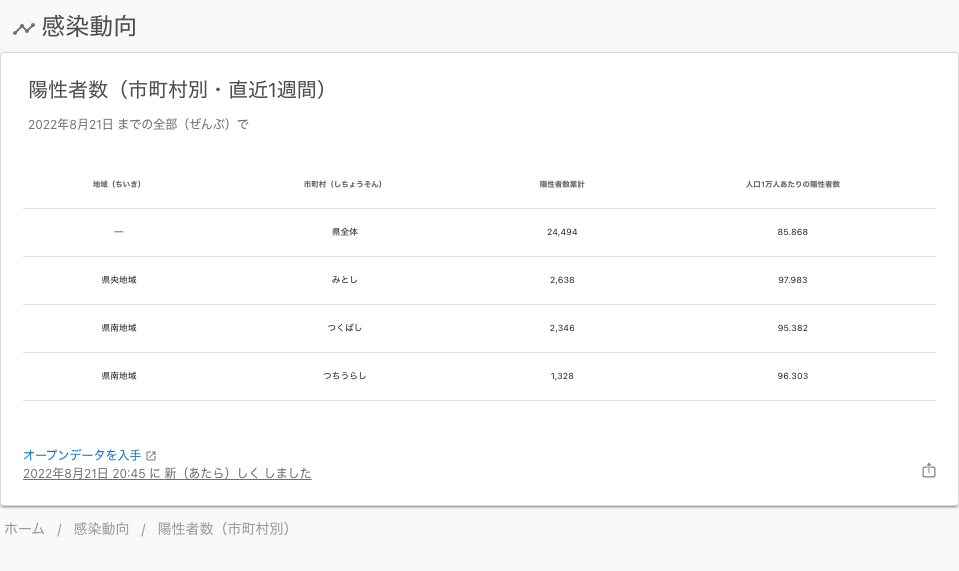 感染動向
陽性者数（市町村別・直近1週間）
2022年8月21日 までの全部（ぜんぶ）で
地域（ちいき） 市町村（しちょうそん） 陽性者数累計 人口1万人あたりの陽性者数
— 県全体 24,494 85.868
県央地域 みとし 2,638 97.983
県南地域 つくばし 2,346 95.382
県南地域 つちうらし 1,328 96.303
オープンデータを入手
2022年8月21日 20:45 に 新（あたら）しく しました
ホーム / 感染動向 / 陽性者数（市町村別）